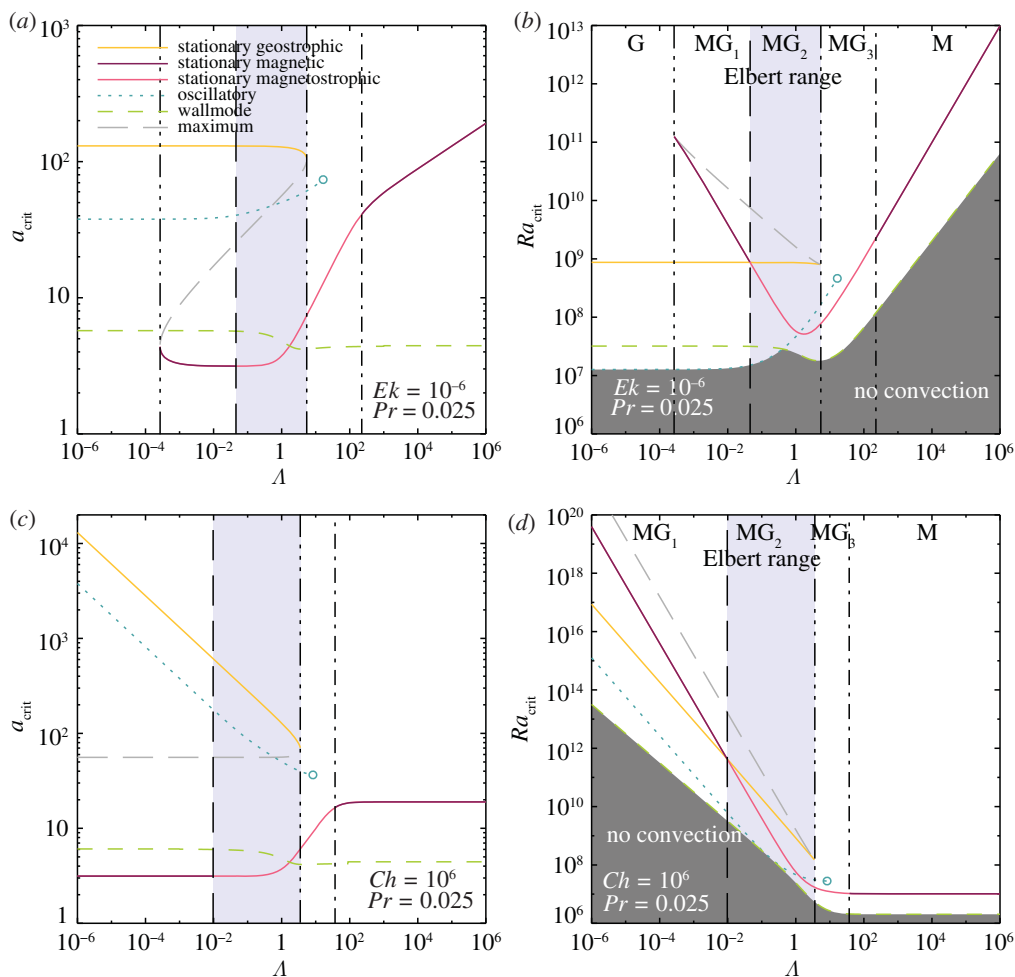 (a)
10³
stationary geostrophic
stationary magnetic
stationary magnetostrophic
oscillatory
wallmode
maximum
10²
a_crit
10
1
Ek = 10⁻⁶
Pr = 0.025
10⁻⁶ 10⁻⁴ 10⁻² 1 10² 10⁴ 10⁶
Λ
(b)
10¹³
G MG₁ MG₂ MG₃ M
Elbert range
10¹²
10¹¹
10¹⁰
Ra_crit
10⁹
10⁸
10⁷
10⁶
Ek = 10⁻⁶
Pr = 0.025
no convection
10⁻⁶ 10⁻⁴ 10⁻² 1 10² 10⁴ 10⁶
Λ
(c)
10⁴
10³
a_crit
10²
10
1
Ch = 10⁶
Pr = 0.025
10⁻⁶ 10⁻⁴ 10⁻² 1 10² 10⁴ 10⁶
Λ
(d)
10²⁰
MG₁ MG₂ MG₃ M
Elbert range
10¹⁸
10¹⁶
10¹⁴
Ra_crit
10¹²
10¹⁰
10⁸
10⁶
no convection
Ch = 10⁶
Pr = 0.025
10⁻⁶ 10⁻⁴ 10⁻² 1 10² 10⁴ 10⁶
Λ